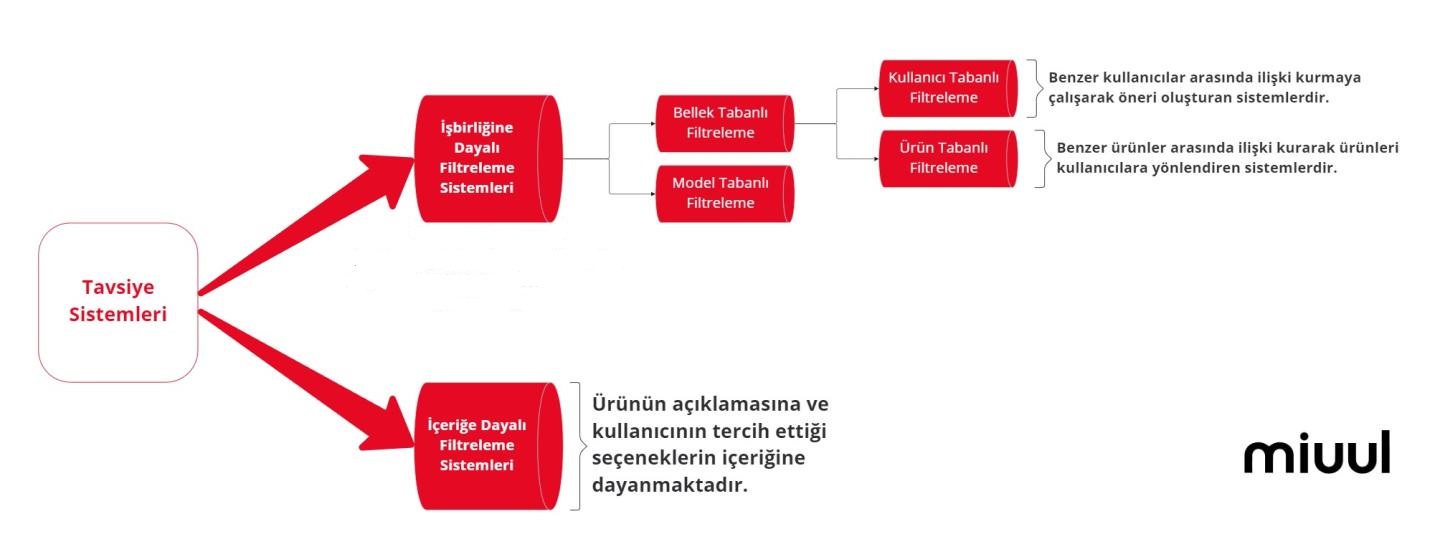 Tavsiye
Sistemleri
İşbirliğine
Dayalı
Filtreleme
Sistemleri
Bellek Tabanlı
Filtreleme
Model Tabanlı
Filtreleme
Kullanıcı Tabanlı
Filtreleme
Benzer kullanıcılar arasında ilişki kurmaya
çalışarak öneri oluşturan sistemlerdir.
Ürün Tabanlı
Filtreleme
Benzer ürünler arasında ilişki kurarak ürünleri
kullanıcılara yönlendiren sistemlerdir.
İçeriğe Dayalı
Filtreleme
Sistemleri
Ürünün açıklamasına ve
kullanıcının tercih ettiği
seçeneklerin içeriğine
dayanmaktadır.
miuul